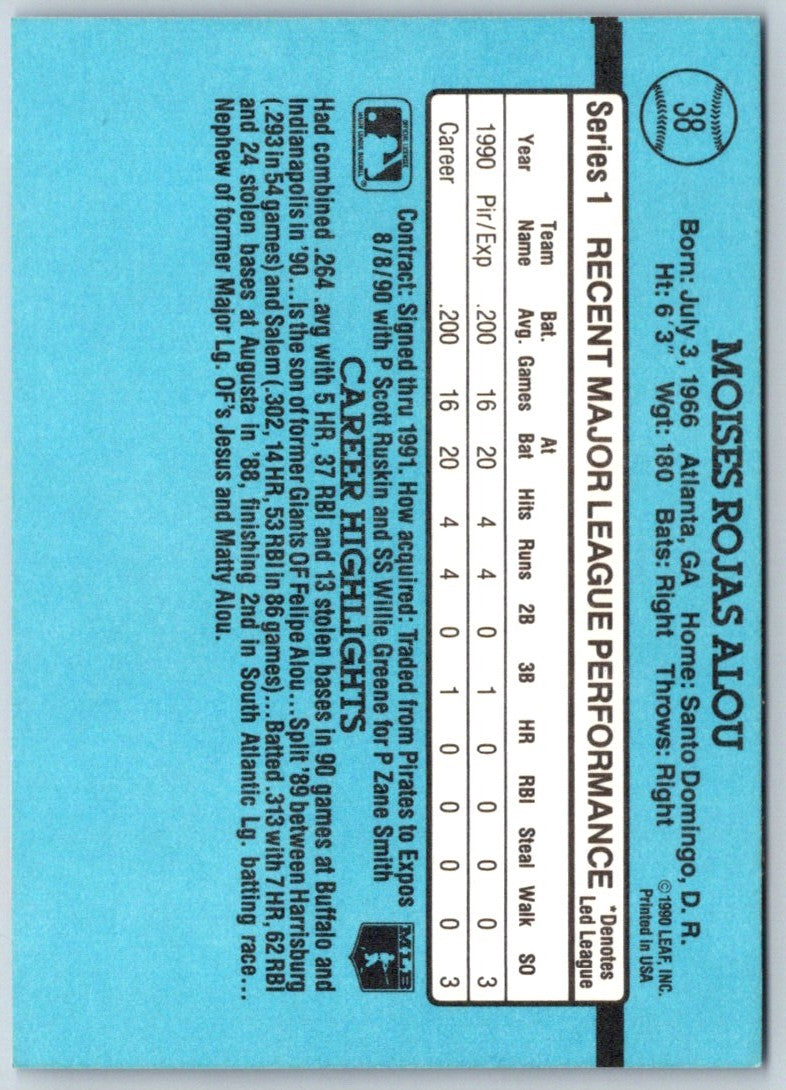 38
MOISES ROJAS ALOU
Born: July 3, 1966 Atlanta, GA Home: Santo Domingo, D. R.
Ht: 6'3" Wgt: 180 Bats: Right Throws: Right
©1990 LEAF, INC.
Printed in USA
Series 1 RECENT MAJOR LEAGUE PERFORMANCE *Denotes
Led League
Year Team Name Bat. Avg. Games At Bat Hits Runs 2B 3B HR RBI Steal Walk SO
1990 Pir/Exp .200 16 20 4 4 0 1 0 0 0 0 3
Career .200 16 20 4 4 0 1 0 0 0 0 3
OFFICIAL LICENSEE
MAJOR LEAGUE BASEBALL
®
Contract: Signed thru 1991. How acquired: Traded from Pirates to Expos
8/8/90 with P Scott Ruskin and SS Willie Greene for P Zane Smith
MLB
CAREER HIGHLIGHTS
Had combined .264 .avg with 5 HR, 37 RBI and 13 stolen bases in 90 games at Buffalo and
Indianapolis in '90...Is the son of former Giants OF Felipe Alou...Split '89 between Harrisburg
(.293 in 54 games) and Salem (.302, 14 HR, 53 RBI in 86 games)...Batted .313 with 7 HR, 62 RBI
and 24 stolen bases at Augusta in '88, finishing 2nd in South Atlantic Lg. batting race...
Nephew of former Major Lg. OF's Jesus and Matty Alou.